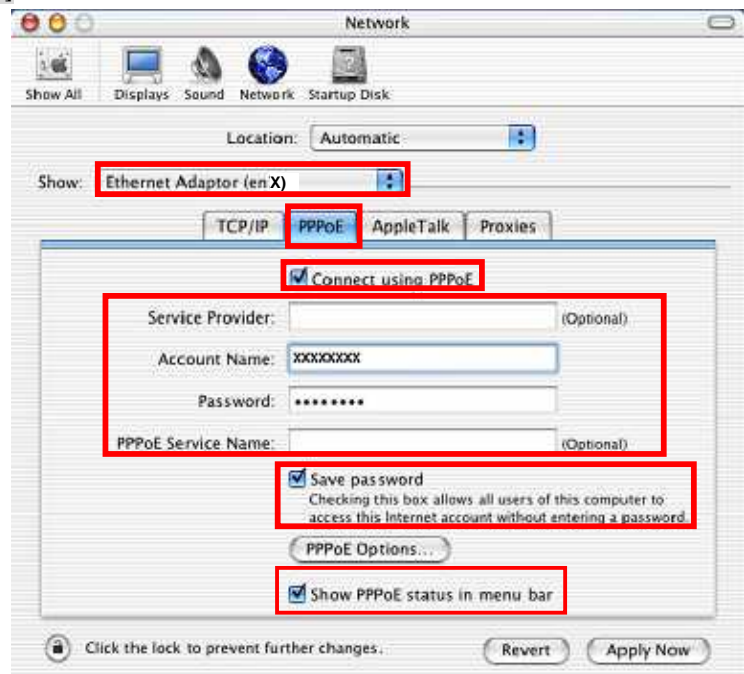 Network
Show All Displays Sound Network Startup Disk
Location: Automatic
Show: Ethernet Adaptor (en X)
TCP/IP PPPoE AppleTalk Proxies
Connect using PPPoE
Service Provider: (Optional)
Account Name: XXXXXXXX
Password: ••••••••
PPPoE Service Name: (Optional)
Save password
Checking this box allows all users of this computer to
access this Internet account without entering a password.
PPPoE Options...
Show PPPoE status in menu bar
Click the lock to prevent further changes. Revert Apply Now